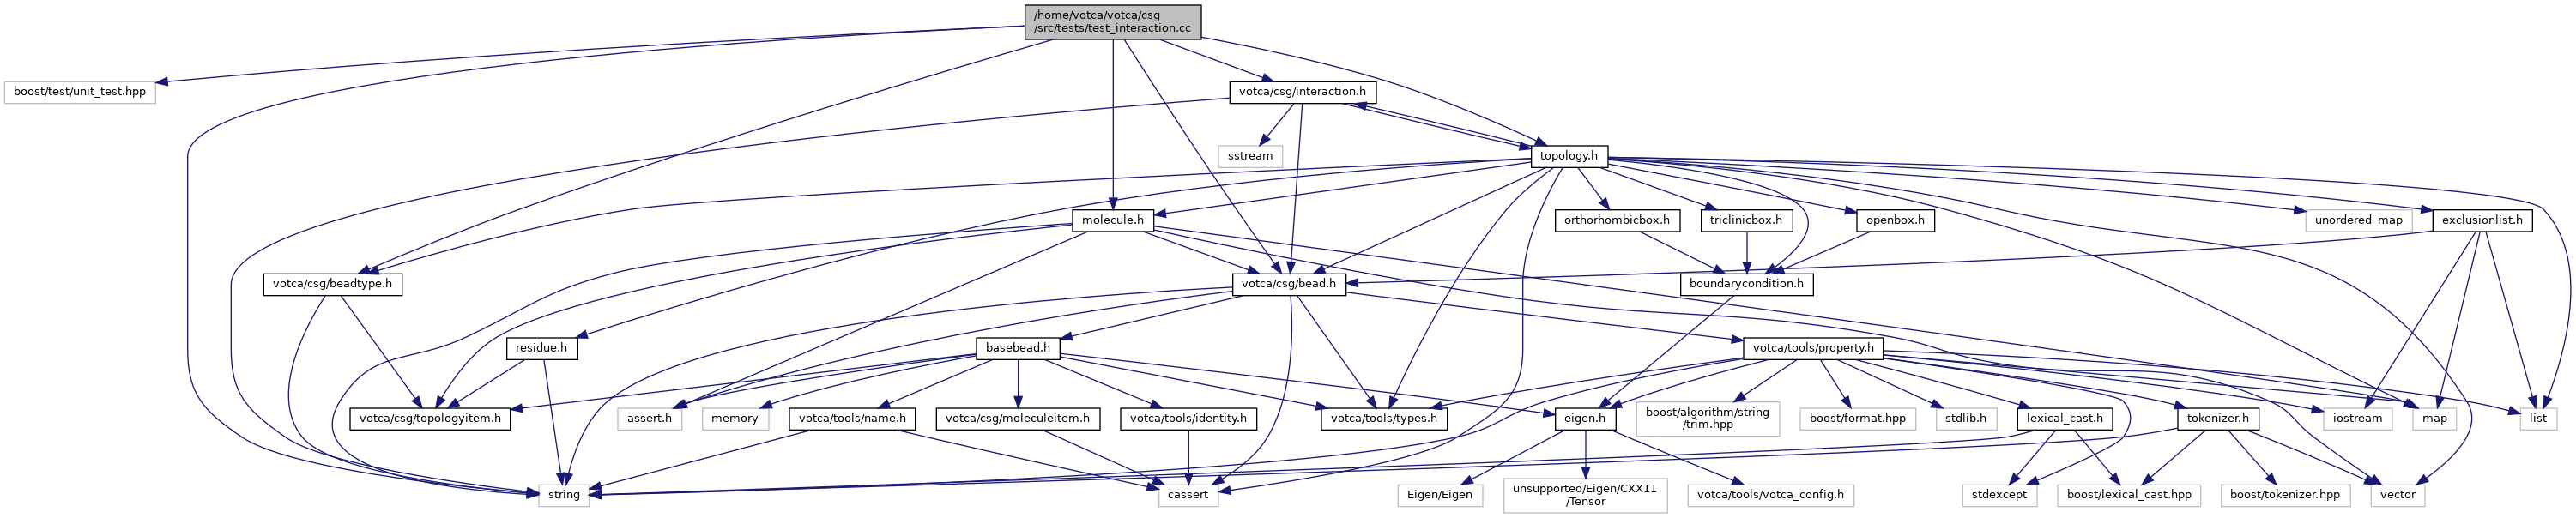 /home/votca/votca/csg
/src/tests/test_interaction.cc
boost/test/unit_test.hpp
votca/csg/interaction.h
sstream
topology.h
molecule.h
orthorhombicbox.h
triclinicbox.h
openbox.h
unordered_map
exclusionlist.h
votca/csg/beadtype.h
votca/csg/bead.h
boundarycondition.h
residue.h
basebead.h
votca/tools/property.h
votca/csg/topologyitem.h
assert.h
memory
votca/tools/name.h
votca/csg/moleculeitem.h
votca/tools/identity.h
votca/tools/types.h
eigen.h
boost/algorithm/string
/trim.hpp
boost/format.hpp
stdlib.h
lexical_cast.h
tokenizer.h
iostream
map
list
string
cassert
Eigen/Eigen
unsupported/Eigen/CXX11
/Tensor
votca/tools/votca_config.h
stdexcept
boost/lexical_cast.hpp
boost/tokenizer.hpp
vector